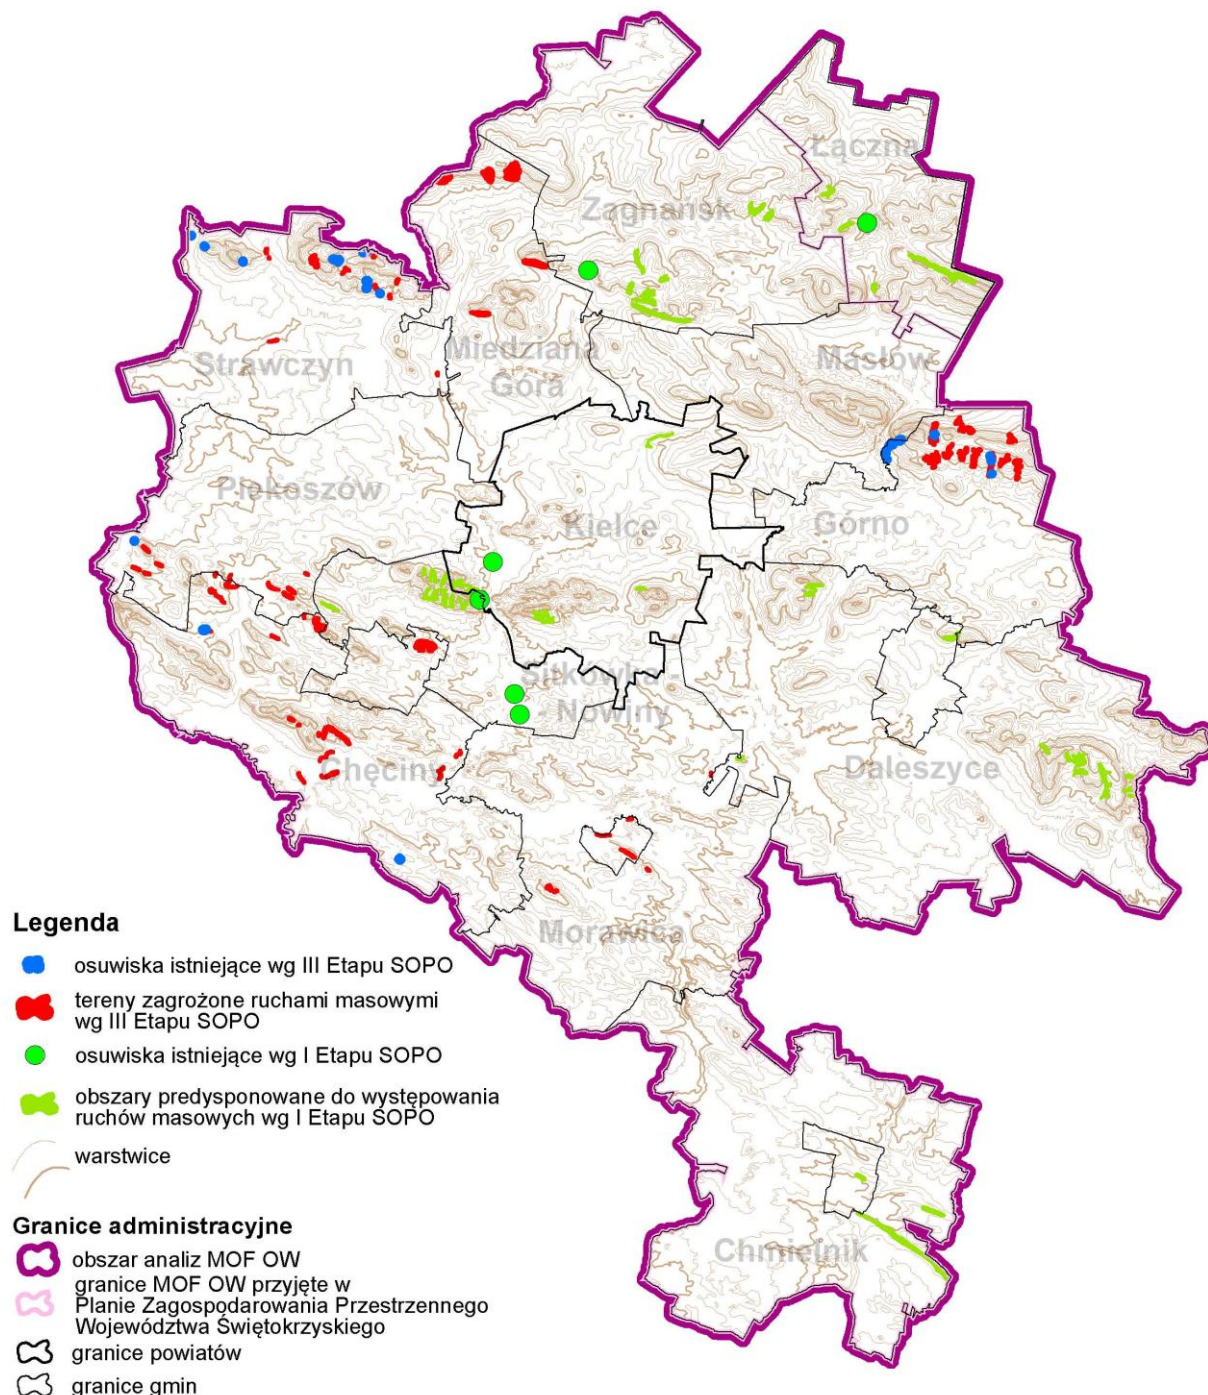 Łączna
Zagnańsk
Strawczyn
Miedziana
Góra
Masłów
Piekoszów
Kielce
Górno
Sitkówka
- Nowiny
Chęciny
Daleszyce
Morawica
Chmielnik
Legenda
osuwiska istniejące wg III Etapu SOPO
tereny zagrożone ruchami masowymi
wg III Etapu SOPO
osuwiska istniejące wg I Etapu SOPO
obszary predysponowane do występowania
ruchów masowych wg I Etapu SOPO
warstwice
Granice administracyjne
obszar analiz MOF OW
granice MOF OW przyjęte w
Planie Zagospodarowania Przestrzennego
Województwa Świętokrzyskiego
granice powiatów
granice gmin